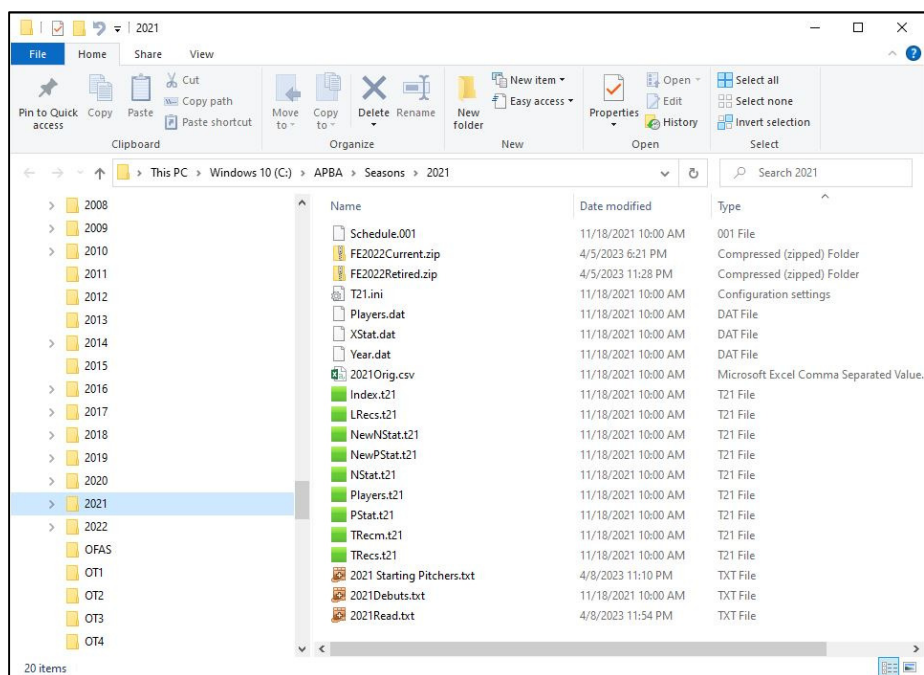 2021
File Home Share View
Pin to Quick access
Copy
Paste
Cut
Copy path
Paste shortcut
Clipboard
Move to
Copy to
Delete
Rename
Organize
New folder
New item
Easy access
New
Properties
Open
Edit
History
Open
Select all
Select none
Invert selection
Select
This PC > Windows 10 (C:) > APBA > Seasons > 2021
Search 2021
2008
2009
2010
2011
2012
2013
2014
2015
2016
2017
2018
2019
2020
2021
2022
OFAS
OT1
OT2
OT3
OT4
Name Date modified Type
Schedule.001 11/18/2021 10:00 AM 001 File
FE2022Current.zip 4/5/2023 6:21 PM Compressed (zipped) Folder
FE2022Retired.zip 4/5/2023 11:28 PM Compressed (zipped) Folder
T21.ini 11/18/2021 10:00 AM Configuration settings
Players.dat 11/18/2021 10:00 AM DAT File
XStat.dat 11/18/2021 10:00 AM DAT File
Year.dat 11/18/2021 10:00 AM DAT File
2021Orig.csv 11/18/2021 10:00 AM Microsoft Excel Comma Separated Value.
Index.t21 11/18/2021 10:00 AM T21 File
LRecs.t21 11/18/2021 10:00 AM T21 File
NewNStat.t21 11/18/2021 10:00 AM T21 File
NewPStat.t21 11/18/2021 10:00 AM T21 File
NStat.t21 11/18/2021 10:00 AM T21 File
Players.t21 11/18/2021 10:00 AM T21 File
PStat.t21 11/18/2021 10:00 AM T21 File
TRecm.t21 11/18/2021 10:00 AM T21 File
TRecs.t21 11/18/2021 10:00 AM T21 File
2021 Starting Pitchers.txt 4/8/2023 11:10 PM TXT File
2021Debuts.txt 11/18/2021 10:00 AM TXT File
2021Read.txt 4/8/2023 11:54 PM TXT File
20 items